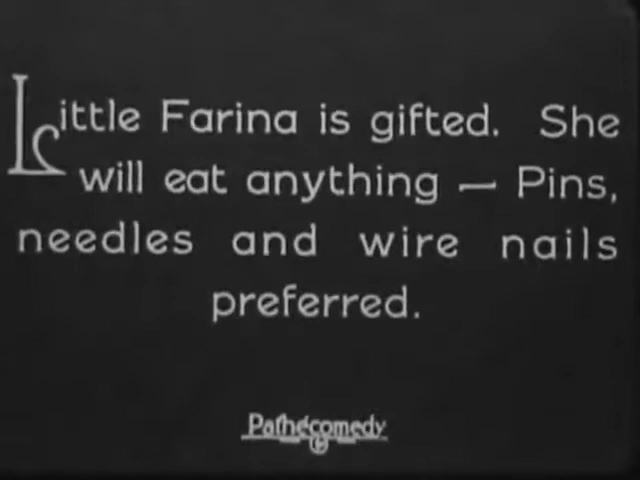 Little Farina is gifted. She
will eat anything — Pins,
needles and wire nails
preferred.
Pathécomedy